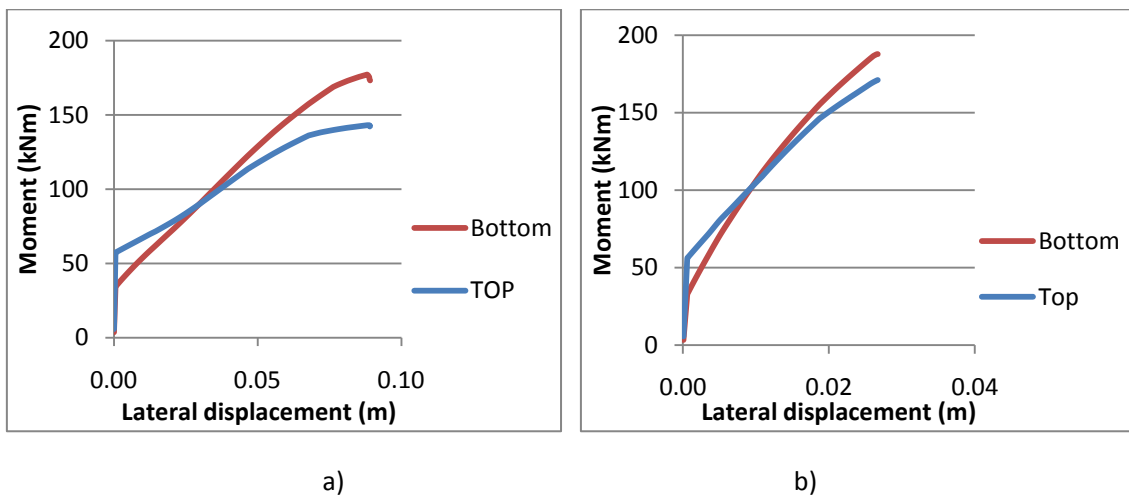 Moment (kNm)
200
150
100
50
0
0.00 0.05 0.10
Lateral displacement (m)
Bottom
TOP
a)
Moment (kNm)
200
150
100
50
0
0.00 0.02 0.04
Lateral displacement (m)
Bottom
Top
b)